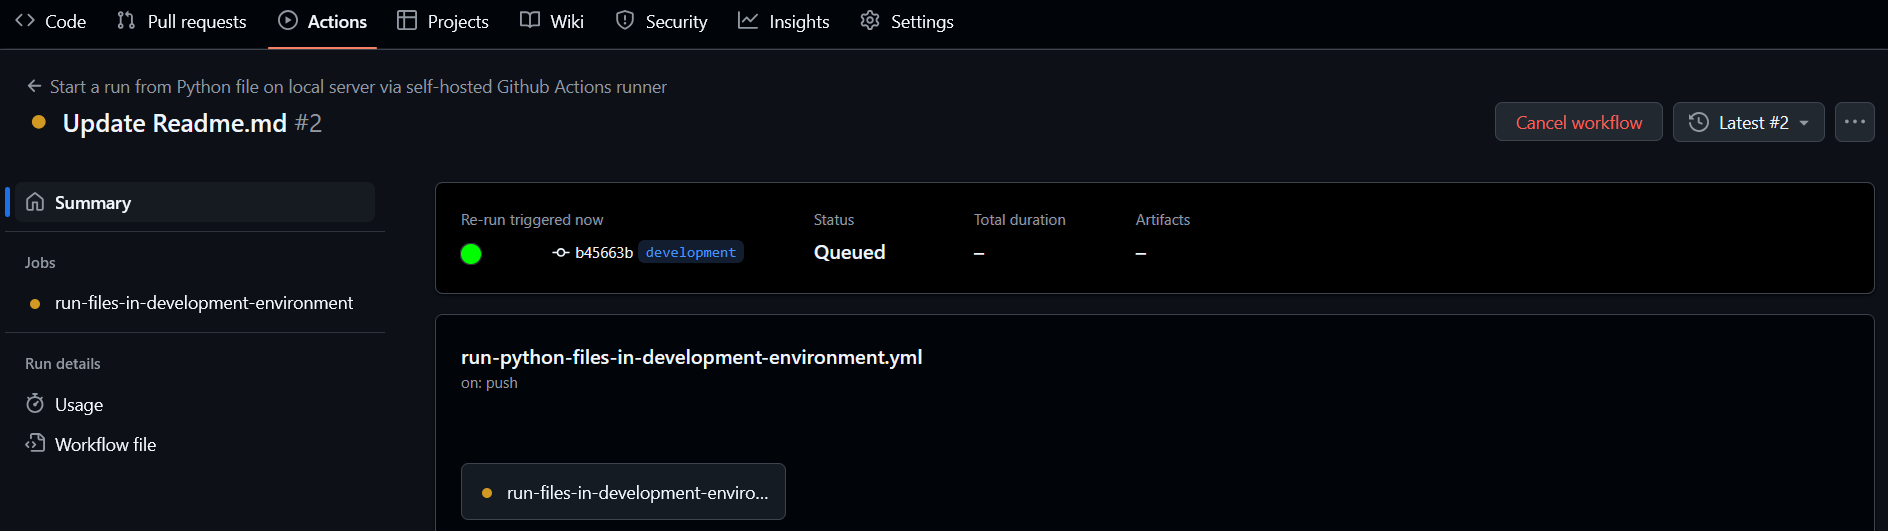 Code Pull requests Actions Projects Wiki Security Insights Settings
Start a run from Python file on local server via self-hosted Github Actions runner
Update Readme.md #2
Cancel workflow
Latest #2
Summary
Jobs
run-files-in-development-environment
Run details
Usage
Workflow file
Re-run triggered now Status Total duration Artifacts
b45663b development Queued – –
run-python-files-in-development-environment.yml
on: push
run-files-in-development-enviro...